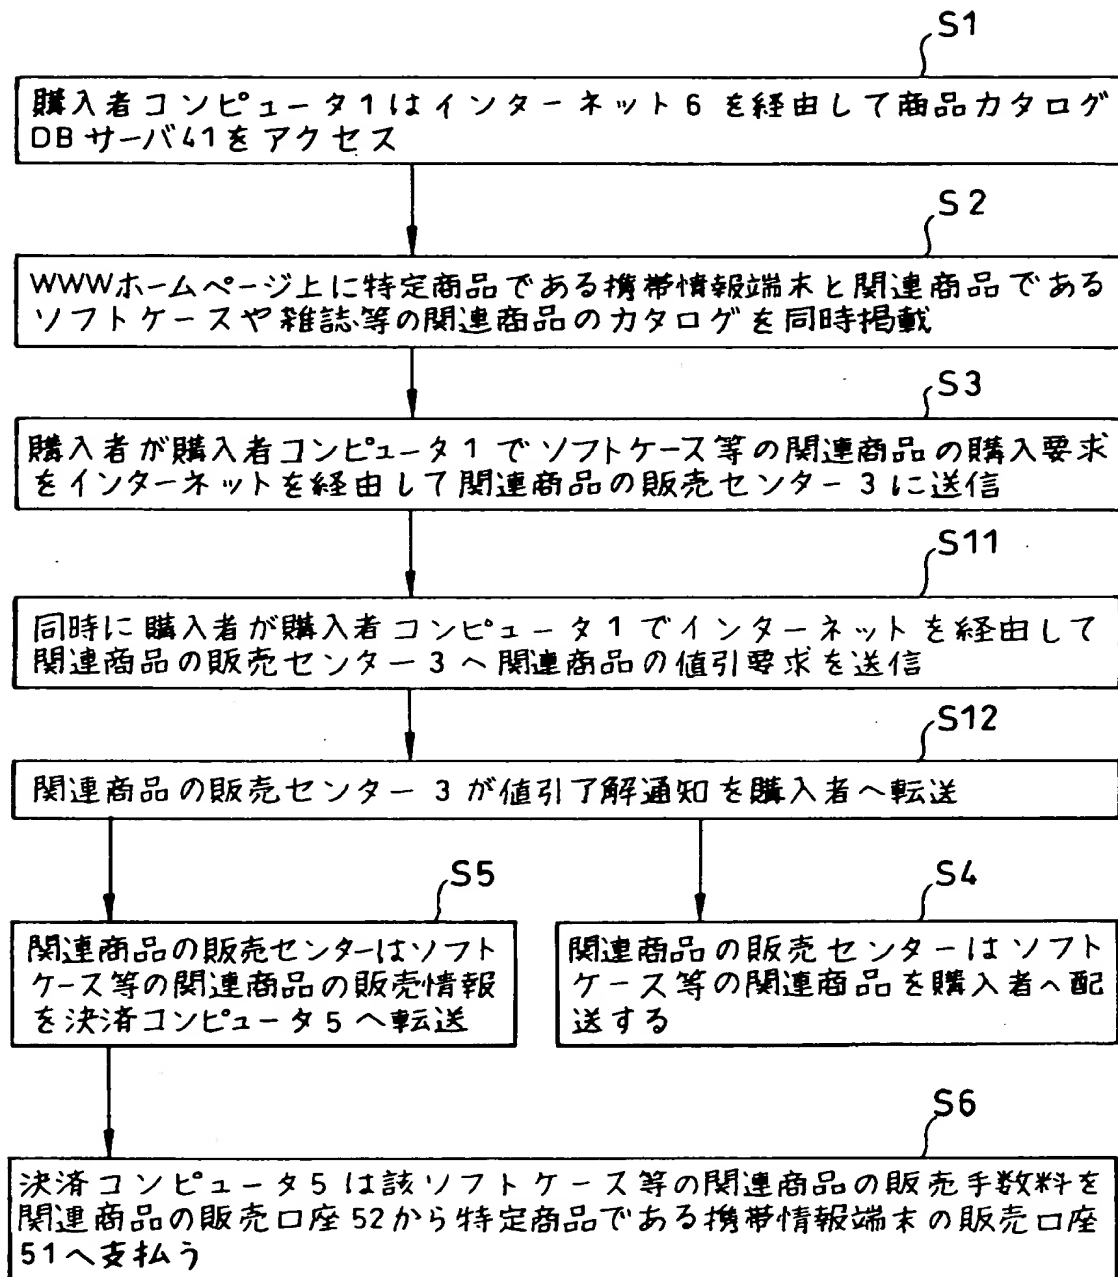 S1
購入者コンピュータ1はインターネット6を経由して商品カタログ
DBサーバ41をアクセス
S2
WWWホームページ上に特定商品である携帯情報端末と関連商品である
ソフトケースや雑誌等の関連商品のカタログを同時掲載
S3
購入者が購入者コンピュータ1でソフトケース等の関連商品の購入要求
をインターネットを経由して関連商品の販売センター3に送信
S11
同時に購入者が購入者コンピュータ1でインターネットを経由して
関連商品の販売センター3へ関連商品の値引要求を送信
S12
関連商品の販売センター3が値引了解通知を購入者へ転送
S5
関連商品の販売センターはソフト
ケース等の関連商品の販売情報
を決済コンピュータ5へ転送
S4
関連商品の販売センターはソフト
ケース等の関連商品を購入者へ配
送する
S6
決済コンピュータ5は該ソフトケース等の関連商品の販売手数料を
関連商品の販売口座52から特定商品である携帯情報端末の販売口座
51へ支払う